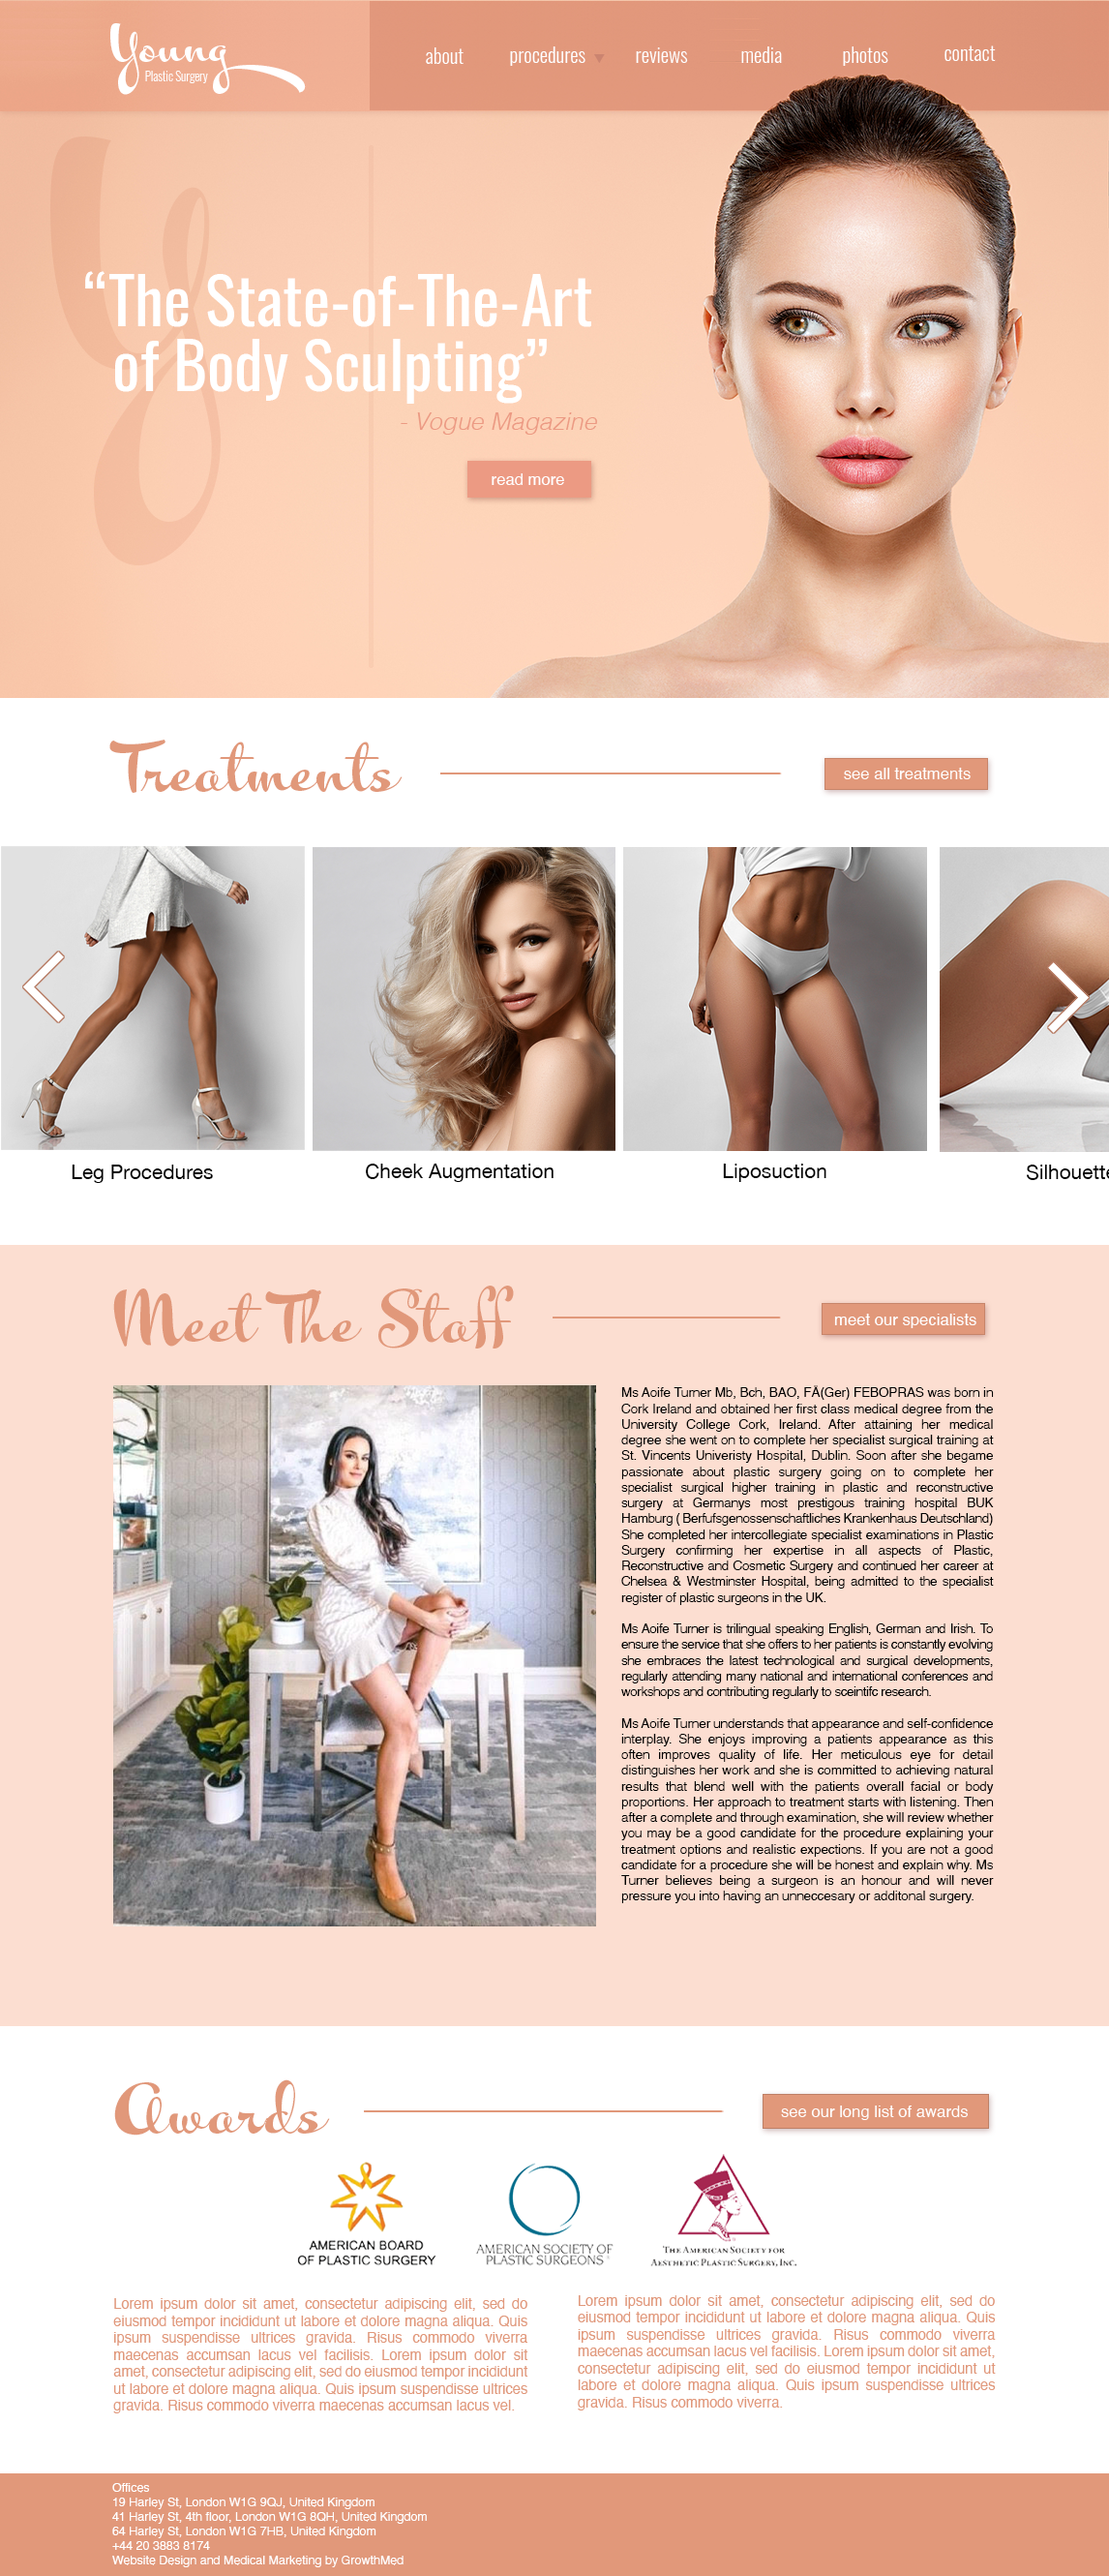 Young
Plastic Surgery
about procedures reviews media photos contact
“The State-of-The-Art
of Body Sculpting”
- Vogue Magazine
read more
Treatments
see all treatments
Leg Procedures
Cheek Augmentation
Liposuction
Silhouette
Meet The Staff
meet our specialists
Ms Aoife Turner Mb, Bch, BAO, FÄ(Ger) FEBOPRAS was born in
Cork Ireland and obtained her first class medical degree from the
University College Cork, Ireland. After attaining her medical
degree she went on to complete her specialist surgical training at
St. Vincents Univeristy Hospital, Dublin. Soon after she begame
passionate about plastic surgery going on to complete her
specialist surgical higher training in plastic and reconstructive
surgery at Germanys most prestigous training hospital BUK
Hamburg ( Berfufsgenossenschaftliches Krankenhaus Deutschland)
She completed her intercollegiate specialist examinations in Plastic
Surgery confirming her expertise in all aspects of Plastic,
Reconstructive and Cosmetic Surgery and continued her career at
Chelsea & Westminster Hospital, being admitted to the specialist
register of plastic surgeons in the UK.
Ms Aoife Turner is trilingual speaking English, German and Irish. To
ensure the service that she offers to her patients is constantly evolving
she embraces the latest technological and surgical developments,
regularly attending many national and international conferences and
workshops and contributing regularly to sceintifc research.
Ms Aoife Turner understands that appearance and self-confidence
interplay. She enjoys improving a patients appearance as this
often improves quality of life. Her meticulous eye for detail
distinguishes her work and she is committed to achieving natural
results that blend well with the patients overall facial or body
proportions. Her approach to treatment starts with listening. Then
after a complete and through examination, she will review whether
you may be a good candidate for the procedure explaining your
treatment options and realistic expections. If you are not a good
candidate for a procedure she will be honest and explain why. Ms
Turner believes being a surgeon is an honour and will never
pressure you into having an unneccesary or additonal surgery.
Awards
see our long list of awards
AMERICAN BOARD
OF PLASTIC SURGERY
AMERICAN SOCIETY OF
PLASTIC SURGEONS
THE AMERICAN SOCIETY FOR
AESTHETIC PLASTIC SURGERY, INC.
Lorem ipsum dolor sit amet, consectetur adipiscing elit, sed do
eiusmod tempor incididunt ut labore et dolore magna aliqua. Quis
ipsum suspendisse ultrices gravida. Risus commodo viverra
maecenas accumsan lacus vel facilisis. Lorem ipsum dolor sit
amet, consectetur adipiscing elit, sed do eiusmod tempor incididunt
ut labore et dolore magna aliqua. Quis ipsum suspendisse ultrices
gravida. Risus commodo viverra maecenas accumsan lacus vel.
Lorem ipsum dolor sit amet, consectetur adipiscing elit, sed do
eiusmod tempor incididunt ut labore et dolore magna aliqua. Quis
ipsum suspendisse ultrices gravida. Risus commodo viverra
maecenas accumsan lacus vel facilisis. Lorem ipsum dolor sit amet,
consectetur adipiscing elit, sed do eiusmod tempor incididunt ut
labore et dolore magna aliqua. Quis ipsum suspendisse ultrices
gravida. Risus commodo viverra.
Offices
19 Harley St, London W1G 9QJ, United Kingdom
41 Harley St, 4th floor, London W1G 8QH, United Kingdom
64 Harley St, London W1G 7HB, United Kingdom
+44 20 3883 8174
Website Design and Medical Marketing by GrowthMed